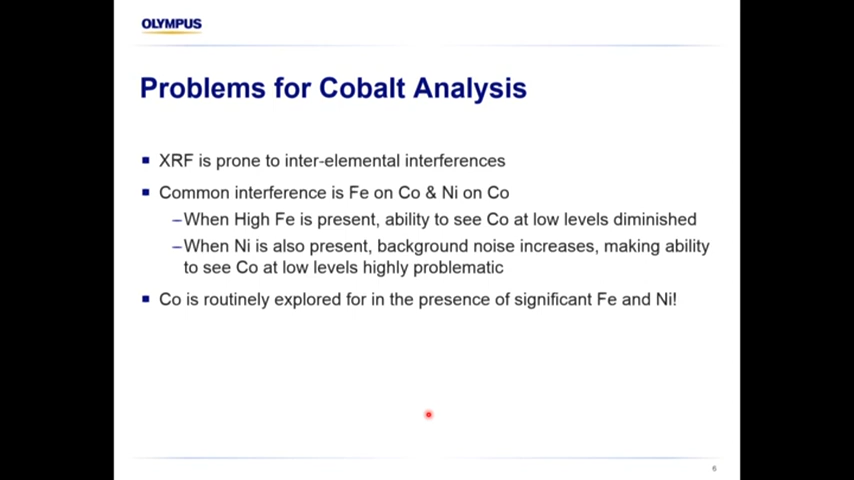 OLYMPUS
Problems for Cobalt Analysis
▪ XRF is prone to inter-elemental interferences
▪ Common interference is Fe on Co & Ni on Co
–When High Fe is present, ability to see Co at low levels diminished
–When Ni is also present, background noise increases, making ability
to see Co at low levels highly problematic
▪ Co is routinely explored for in the presence of significant Fe and Ni!
6